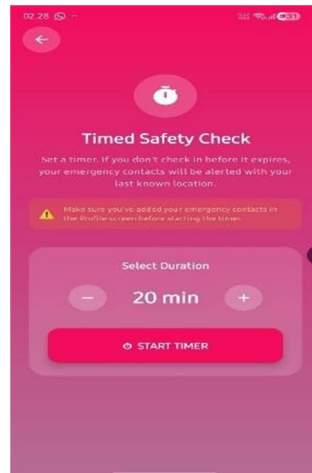 02.28
Timed Safety Check
Set a timer. If you don't check in before it expires,
your emergency contacts will be alerted with your
last known location.
Make sure you've added your emergency contacts in
the Profile screen before starting the timer.
Select Duration
− 20 min +
START TIMER